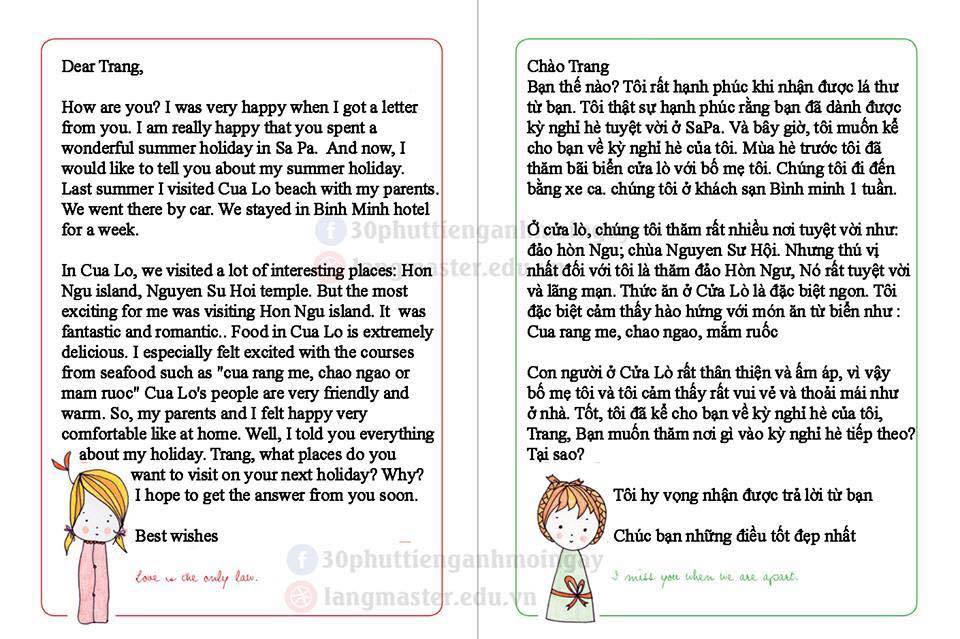 Dear Trang,
How are you? I was very happy when I got a letter
from you. I am really happy that you spent a
wonderful summer holiday in Sa Pa. And now, I
would like to tell you about my summer holiday.
Last summer I visited Cua Lo beach with my parents.
We went there by car. We stayed in Binh Minh hotel
for a week.
In Cua Lo, we visited a lot of interesting places: Hon
Ngu island, Nguyen Su Hoi temple. But the most
exciting for me was visiting Hon Ngu island. It was
fantastic and romantic.. Food in Cua Lo is extremely
delicious. I especially felt excited with the courses
from seafood such as "cua rang me, chao ngao or
mam ruoc" Cua Lo's people are very friendly and
warm. So, my parents and I felt happy very
comfortable like at home. Well, I told you everything
about my holiday. Trang, what places do you
want to visit on your next holiday? Why?
I hope to get the answer from you soon.
Best wishes
Love is the only law.
Chào Trang
Bạn thế nào? Tôi rất hạnh phúc khi nhận được lá thư
từ bạn. Tôi thật sự hạnh phúc rằng bạn đã dành được
kỳ nghỉ hè tuyệt vời ở SaPa. Và bây giờ, tôi muốn kể
cho bạn về kỳ nghỉ hè của tôi. Mùa hè trước tôi đã
thăm bãi biển cửa lò với bố mẹ tôi. Chúng tôi đi đến
bằng xe ca. chúng tôi ở khách sạn Bình minh 1 tuần.
Ở cửa lò, chúng tôi thăm rất nhiều nơi tuyệt vời như:
đảo hòn Ngu; chùa Nguyen Sư Hội. Nhưng thú vị
nhất đối với tôi là thăm đảo Hòn Ngư, Nó rất tuyệt vời
và lãng mạn. Thức ăn ở Cửa Lò là đặc biệt ngon. Tôi
đặc biệt cảm thấy hào hứng với món ăn từ biển như :
Cua rang me, chao ngao, mắm ruốc
Con người ở Cửa Lò rất thân thiện và ấm áp, vì vậy
bố mẹ tôi và tôi cảm thấy rất vui vẻ và thoải mái như
ở nhà. Tốt, tôi đã kể cho bạn về kỳ nghỉ hè của tôi,
Trang, Bạn muốn thăm nơi gì vào kỳ nghỉ hè tiếp theo?
Tại sao?
Tôi hy vọng nhận được trả lời từ bạn
Chúc bạn những điều tốt đẹp nhất
I miss you when we are apart.
30phuttienganhmoingay
langmaster.edu.vn
30phuttienganhmoingay
langmaster.edu.vn